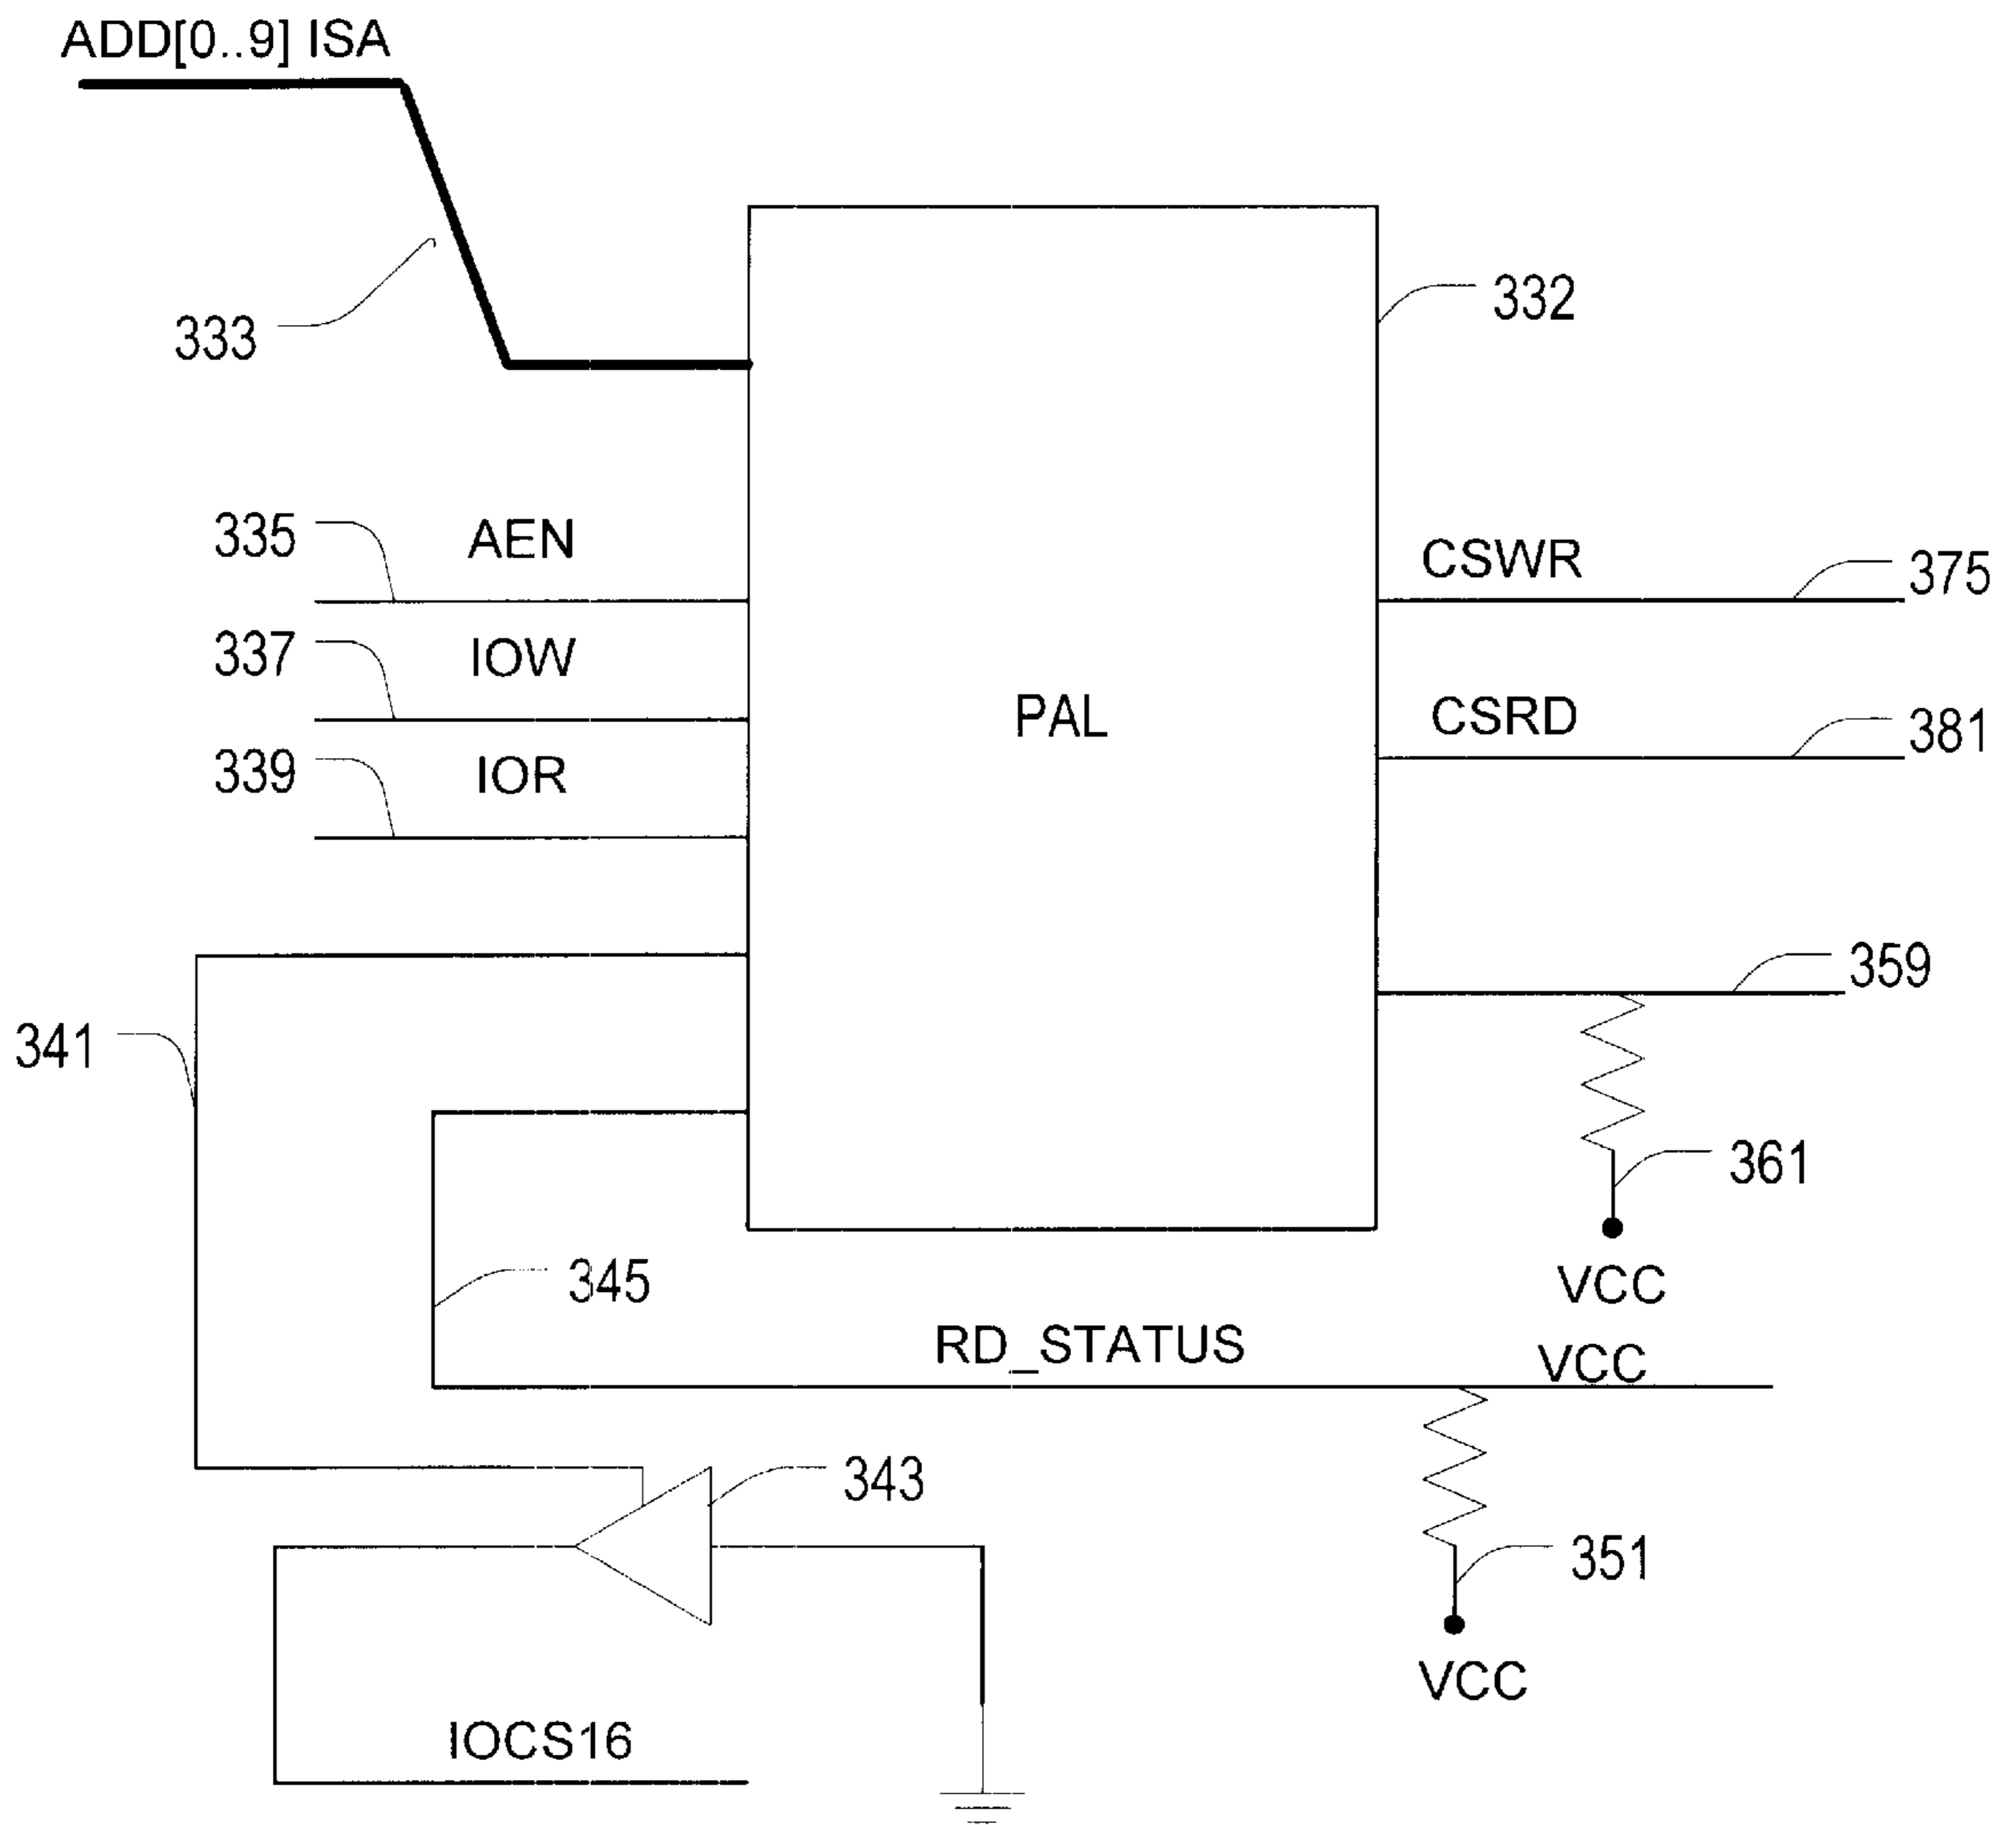 ADD[0..9] ISA
333
332
335
AEN
CSWR
375
337
IOW
PAL
CSRD
381
339
IOR
359
341
361
345
VCC
RD_STATUS
VCC
343
351
VCC
IOCS16